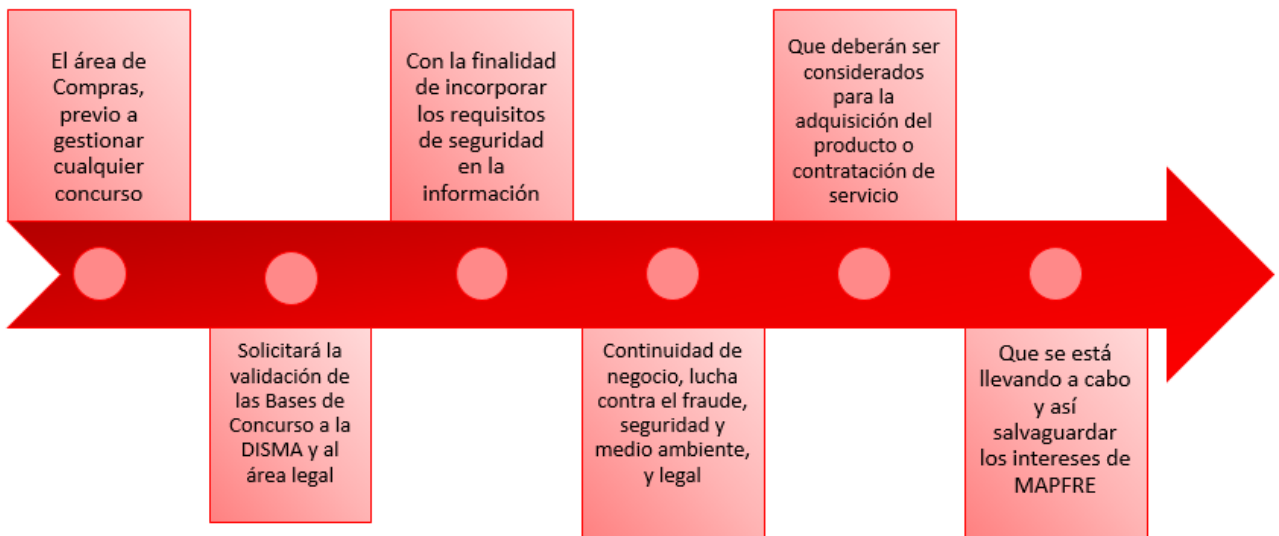 El área de
Compras,
previo a
gestionar
cualquier
concurso
Solicitará la
validación de
las Bases de
Concurso a la
DISMA y al
área legal
Con la finalidad
de incorporar
los requisitos
de seguridad
en la
información
Continuidad de
negocio, lucha
contra el fraude,
seguridad y
medio ambiente,
y legal
Que deberán ser
considerados
para la
adquisición del
producto o
contratación de
servicio
Que se está
llevando a cabo
y así
salvaguardar
los intereses de
MAPFRE